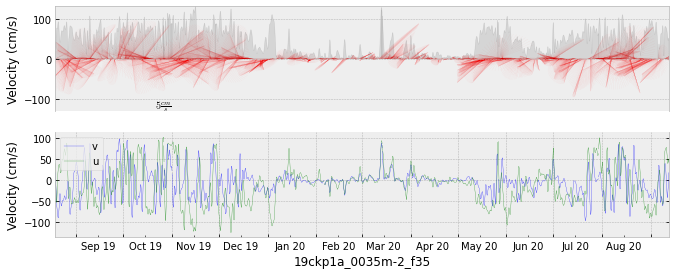 Velocity (cm/s)
100
0
−100
5 cm/s
Velocity (cm/s)
100
50
0
−50
−100
v
u
Sep 19 Oct 19 Nov 19 Dec 19 Jan 20 Feb 20 Mar 20 Apr 20 May 20 Jun 20 Jul 20 Aug 20
19ckp1a_0035m-2_f35